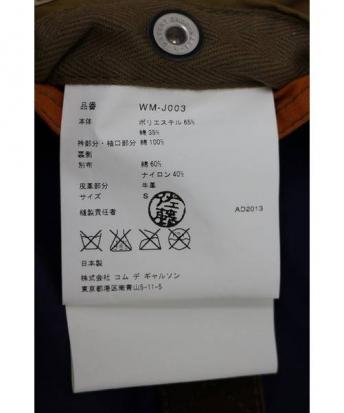 品番 WM-J003
本体 ポリエステル 65%
綿 35%
衿部分・袖口部分 綿 100%
裏側
別布 綿 60%
ナイロン 40%
皮革部分 牛革
サイズ S
縫製責任者 佐藤 AD2013
日本製
株式会社 コム デ ギャルソン
東京都港区南青山5-11-5